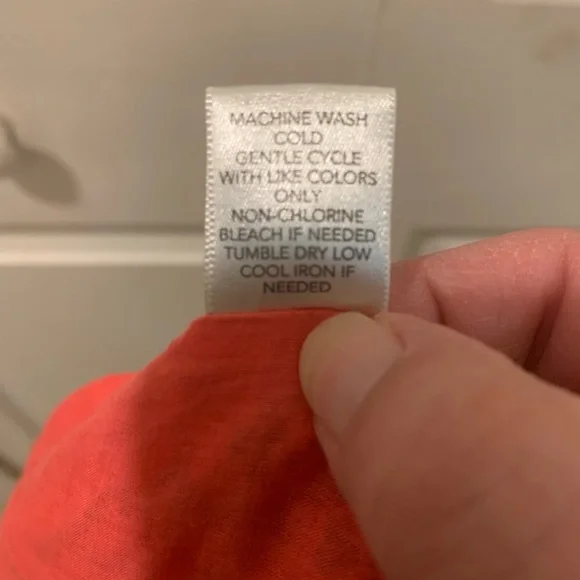 MACHINE WASH
COLD
GENTLE CYCLE
WITH LIKE COLORS
ONLY
NON-CHLORINE
BLEACH IF NEEDED
TUMBLE DRY LOW
COOL IRON IF
NEEDED